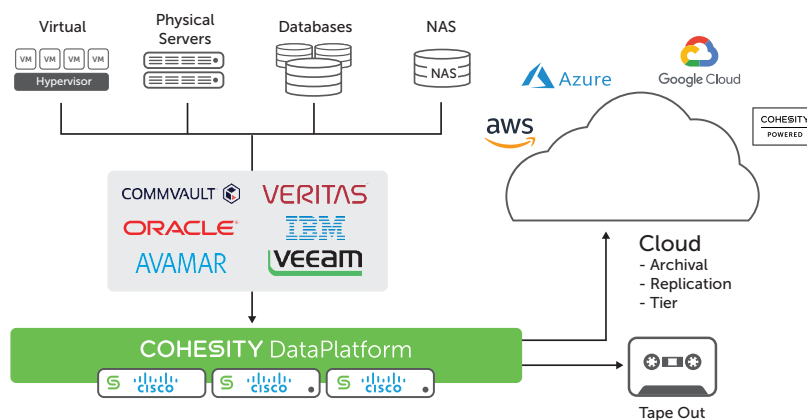 Virtual
Physical
Servers
Databases
NAS
VM VM VM VM
Hypervisor
NAS
Azure
Google Cloud
aws
COHESITY
POWERED
COMMVAULT
VERITAS
ORACLE
IBM
AVAMAR
VEEAM
Cloud
- Archival
- Replication
- Tier
COHESITY DataPlatform
S CISCO
S CISCO
S CISCO
Tape Out